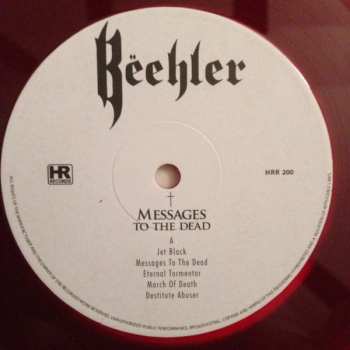 Bëehler
HR
RECORDS
HRR 200
†
MESSAGES
TO THE DEAD
A
Jet Black
Messages To The Dead
Eternal Tormentor
March Of Death
Destitute Abuser